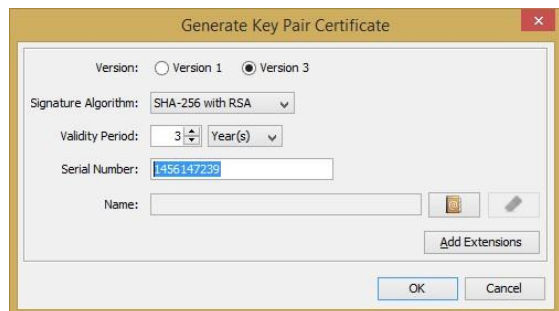 Generate Key Pair Certificate
Version: Version 1 Version 3
Signature Algorithm: SHA-256 with RSA
Validity Period: 3 Year(s)
Serial Number: 1456147239
Name:
Add Extensions
OK Cancel